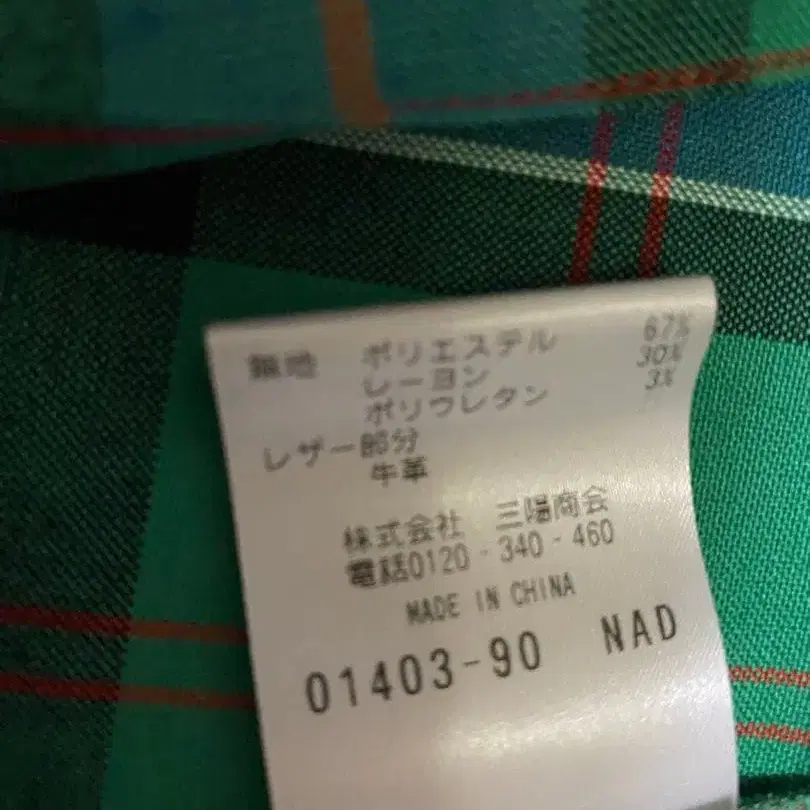 無地 ポリエステル 67%
レーヨン 30%
ポリウレタン 3%
レザー部分
牛革
株式会社 三陽商会
電話0120-340-460
MADE IN CHINA
01403-90 NAD